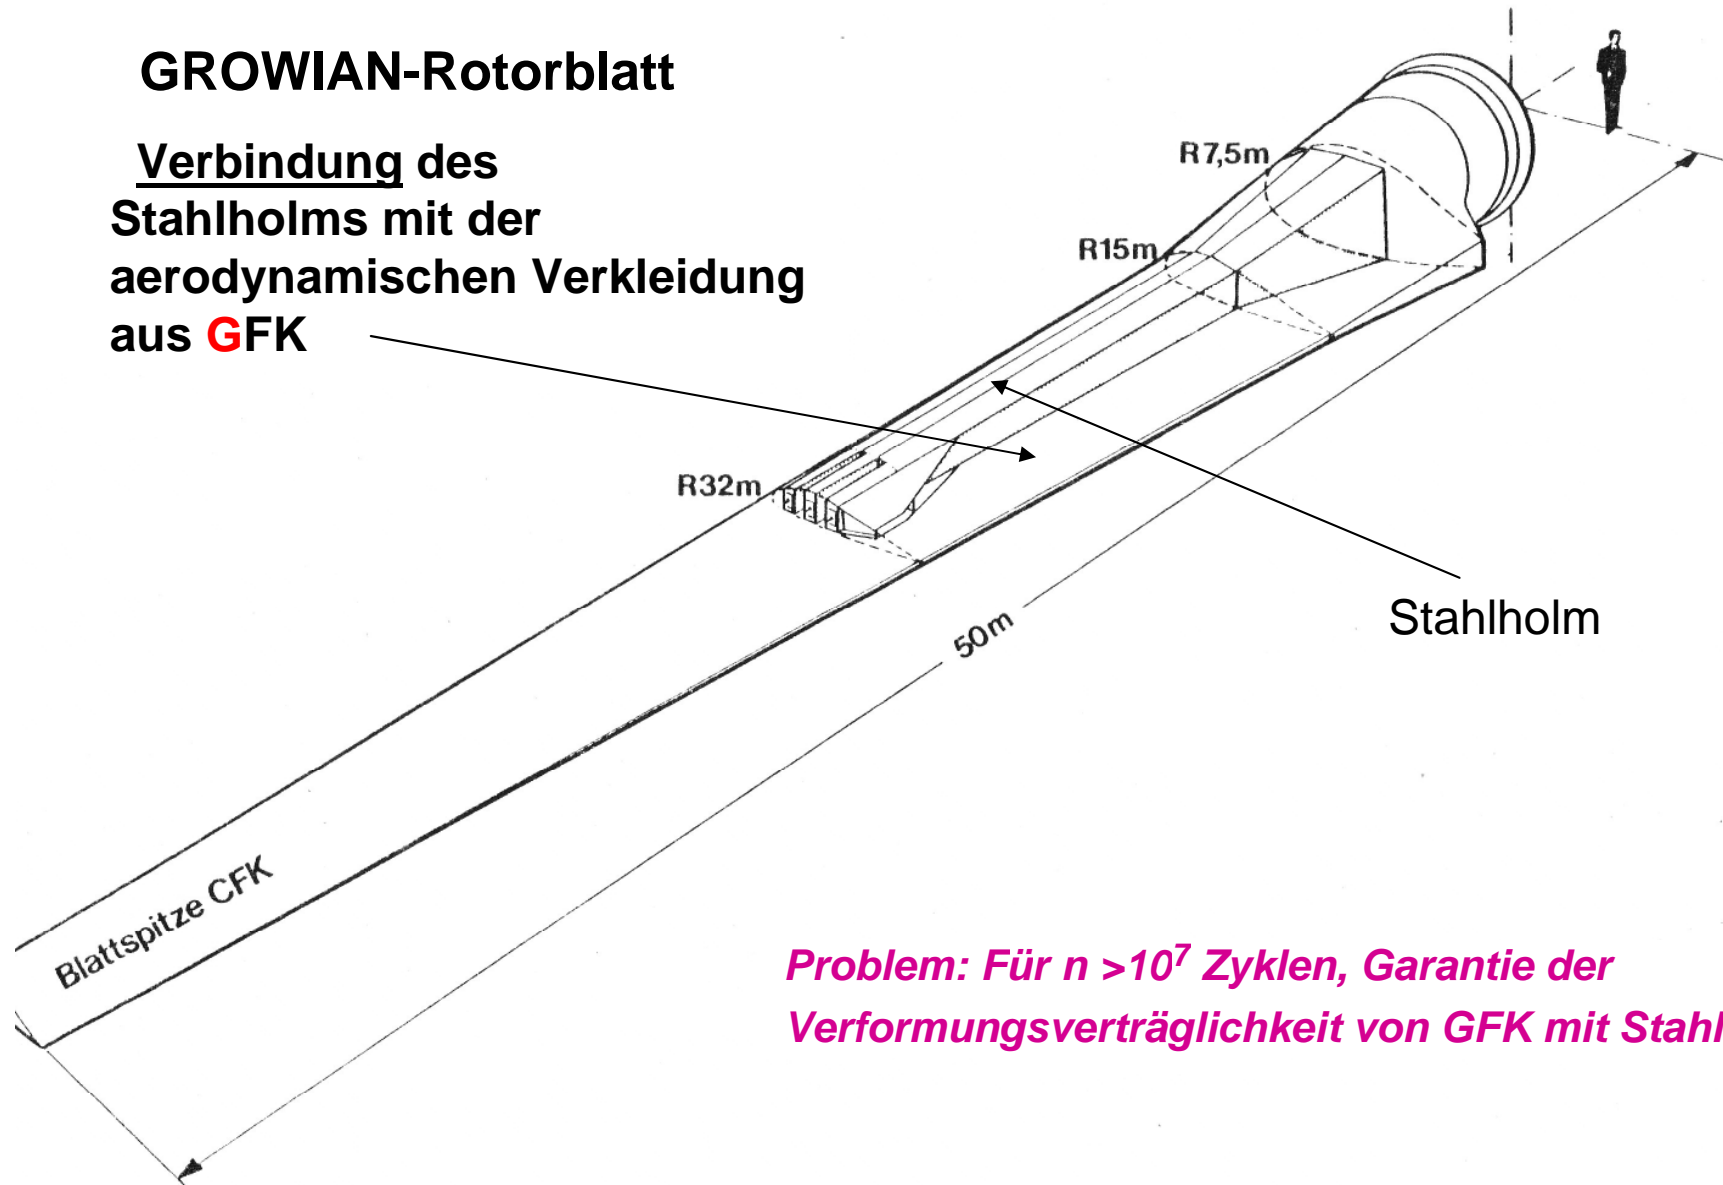 GROWIAN-Rotorblatt
Verbindung des
Stahlholms mit der
aerodynamischen Verkleidung
aus GFK
R7,5m
R15m
R32m
Stahlholm
50m
Blattspitze CFK
Problem: Für n >10⁷ Zyklen, Garantie der
Verformungsverträglichkeit von GFK mit Stahl